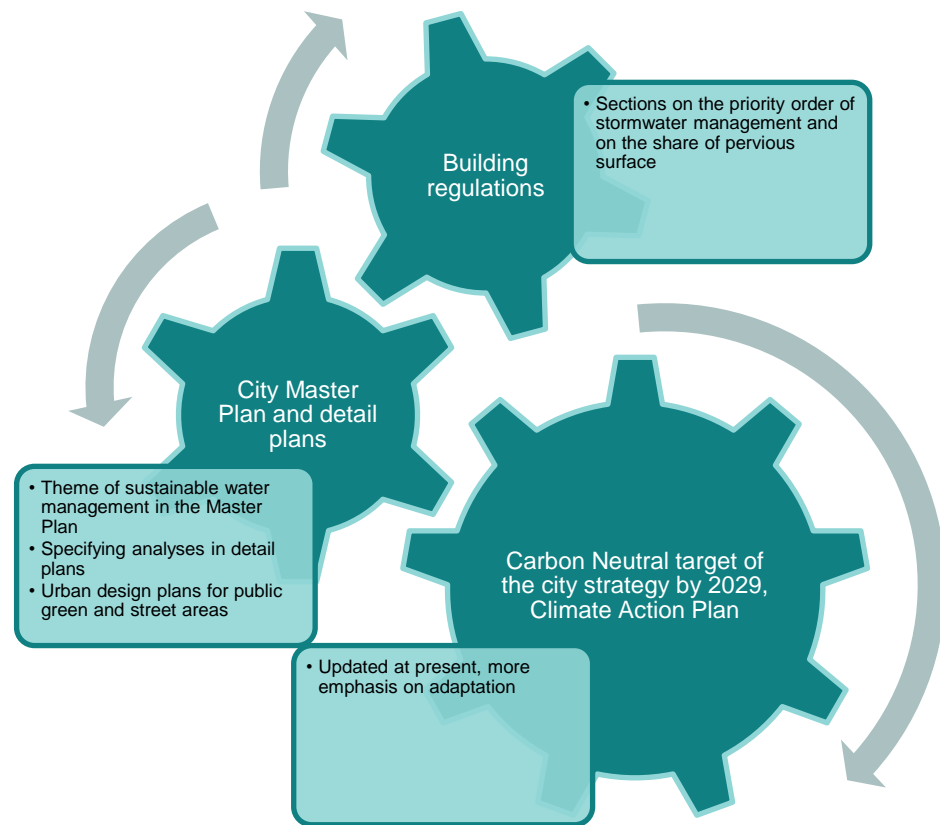 Building
regulations
• Sections on the priority order of
stormwater management and
on the share of pervious
surface
City Master
Plan and detail
plans
• Theme of sustainable water
management in the Master
Plan
• Specifying analyses in detail
plans
• Urban design plans for public
green and street areas
Carbon Neutral target of
the city strategy by 2029,
Climate Action Plan
• Updated at present, more
emphasis on adaptation